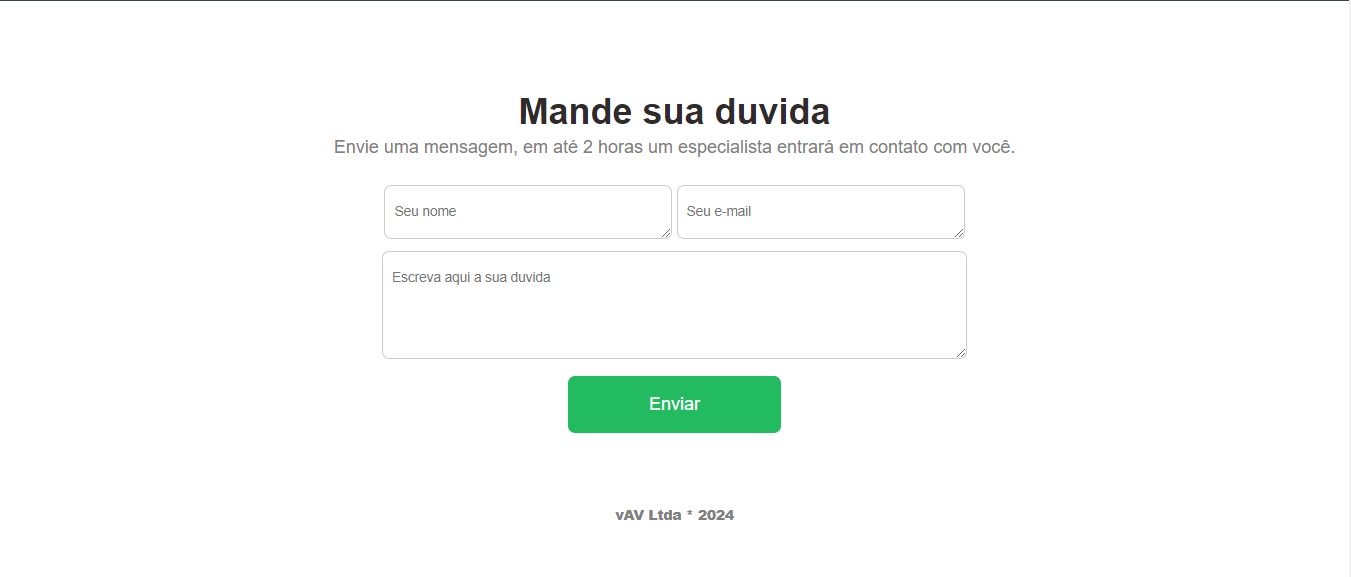 Mande sua duvida
Envie uma mensagem, em até 2 horas um especialista entrará em contato com você.
Seu nome
Seu e-mail
Escreva aqui a sua duvida
Enviar
vAV Ltda * 2024